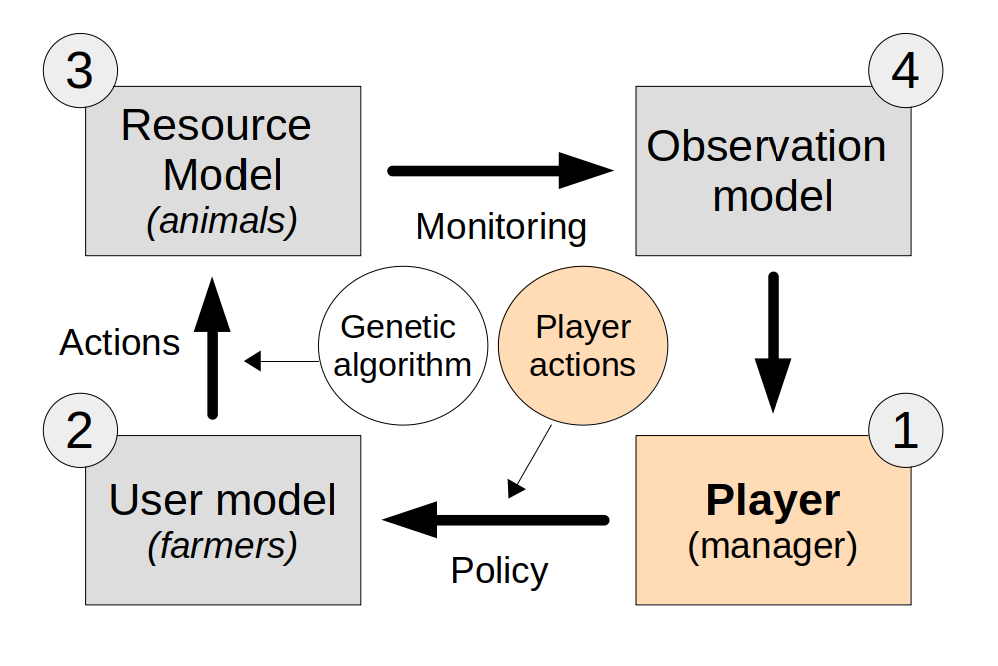 3
Resource
Model
(animals)
4
Observation
model
Monitoring
Actions
Genetic
algorithm
Player
actions
2
User model
(farmers)
1
Player
(manager)
Policy